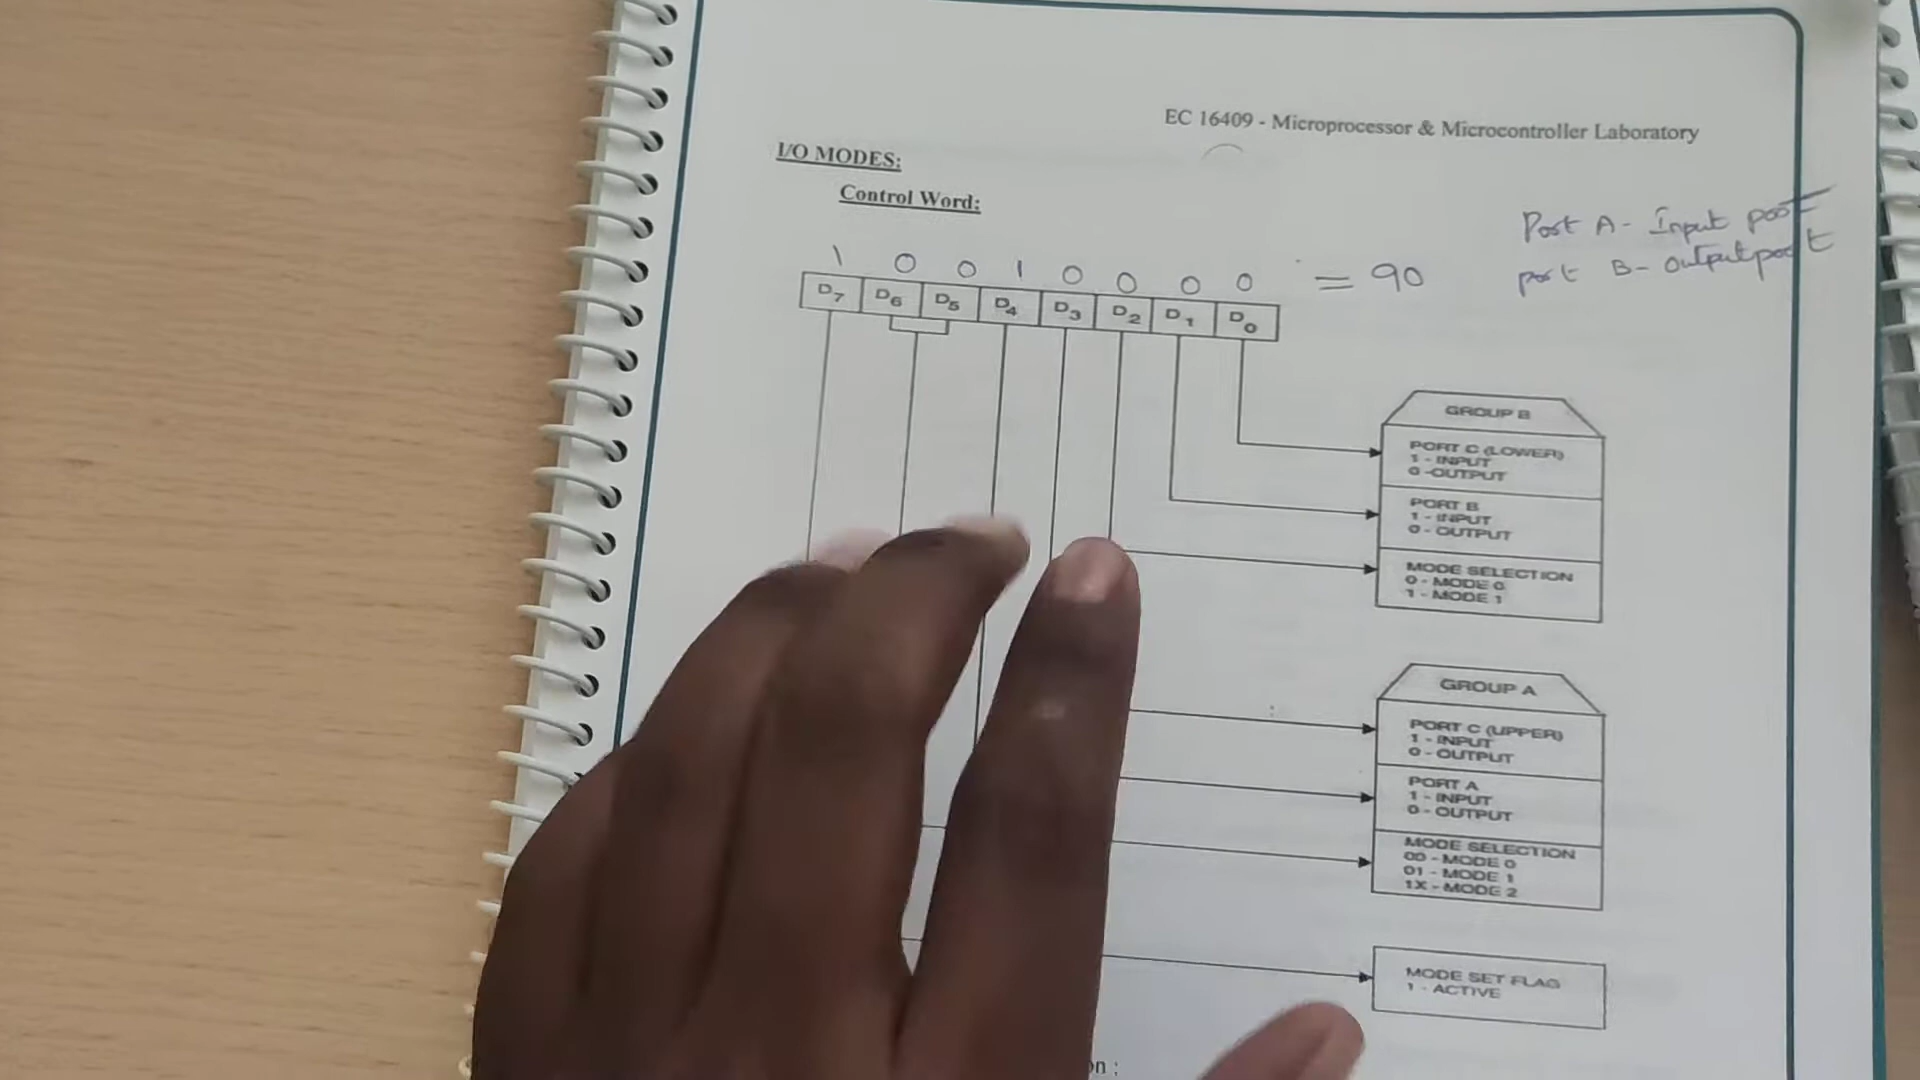 EC 16409 - Microprocessor & Microcontroller Laboratory
I/O MODES:
Control Word:
Port A - Input port
port B - Output port
1 0 0 1 0 0 0 0 = 90
D7 D6 D5 D4 D3 D2 D1 D0
GROUP B
PORT C (LOWER)
1 - INPUT
0 -OUTPUT
PORT B
1 - INPUT
0 - OUTPUT
MODE SELECTION
0 - MODE 0
1 - MODE 1
GROUP A
PORT C (UPPER)
1 - INPUT
0 - OUTPUT
PORT A
1 - INPUT
0 - OUTPUT
MODE SELECTION
00 - MODE 0
01 - MODE 1
1X - MODE 2
MODE SET FLAG
1 - ACTIVE